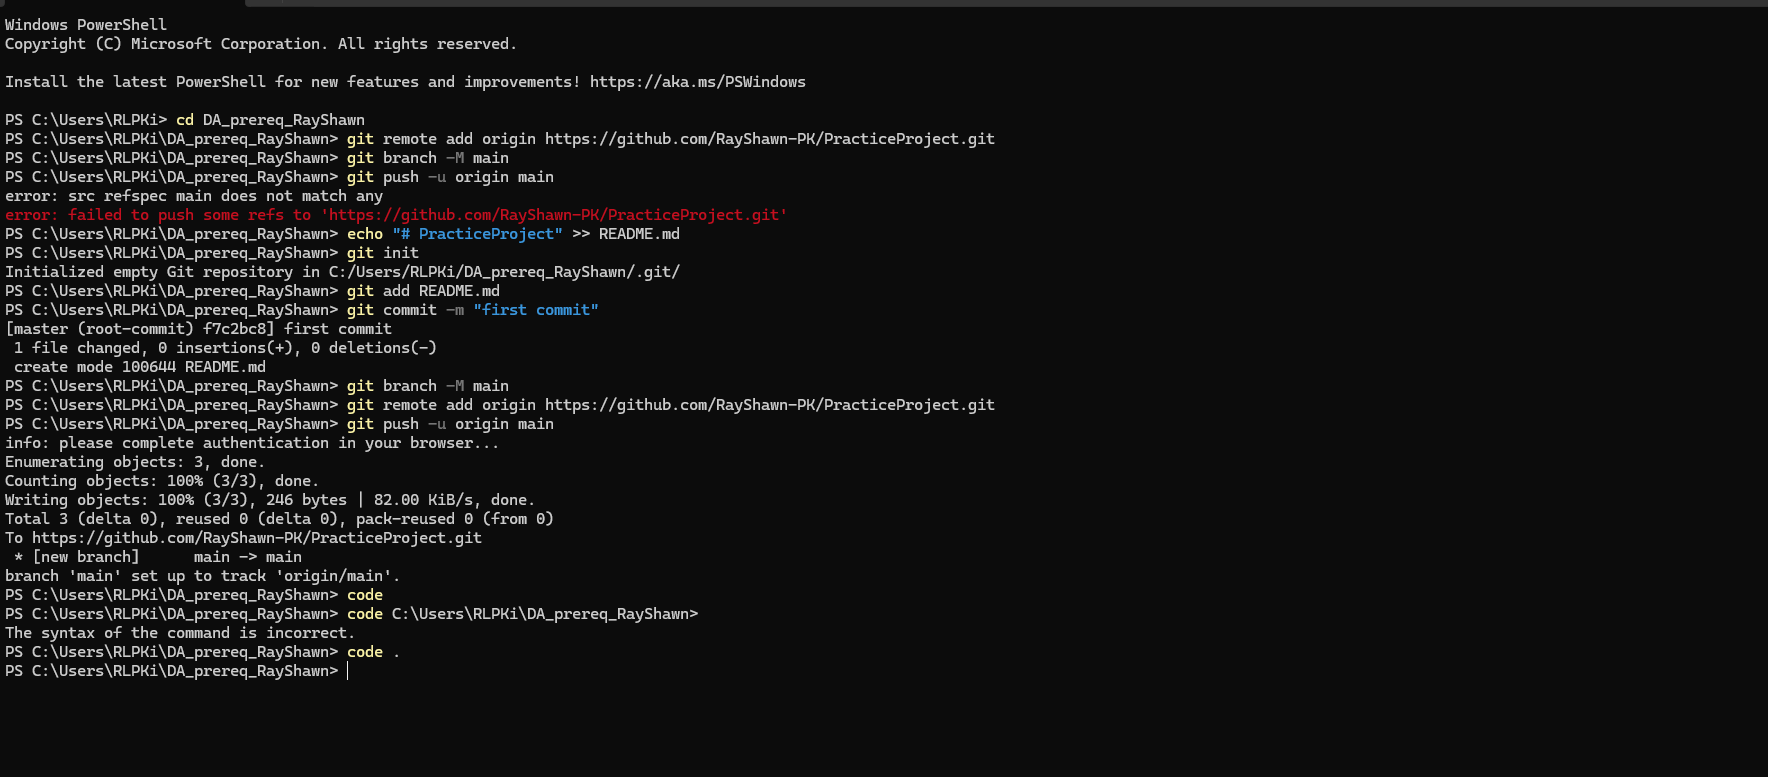 Windows PowerShell
Copyright (C) Microsoft Corporation. All rights reserved.
Install the latest PowerShell for new features and improvements! https://aka.ms/PSWindows
PS C:\Users\RLPKi> cd DA_prereq_RayShawn
PS C:\Users\RLPKi\DA_prereq_RayShawn> git remote add origin https://github.com/RayShawn-PK/PracticeProject.git
PS C:\Users\RLPKi\DA_prereq_RayShawn> git branch -M main
PS C:\Users\RLPKi\DA_prereq_RayShawn> git push -u origin main
error: src refspec main does not match any
error: failed to push some refs to 'https://github.com/RayShawn-PK/PracticeProject.git'
PS C:\Users\RLPKi\DA_prereq_RayShawn> echo "# PracticeProject" >> README.md
PS C:\Users\RLPKi\DA_prereq_RayShawn> git init
Initialized empty Git repository in C:/Users/RLPKi/DA_prereq_RayShawn/.git/
PS C:\Users\RLPKi\DA_prereq_RayShawn> git add README.md
PS C:\Users\RLPKi\DA_prereq_RayShawn> git commit -m "first commit"
[master (root-commit) f7c2bc8] first commit
 1 file changed, 0 insertions(+), 0 deletions(-)
 create mode 100644 README.md
PS C:\Users\RLPKi\DA_prereq_RayShawn> git branch -M main
PS C:\Users\RLPKi\DA_prereq_RayShawn> git remote add origin https://github.com/RayShawn-PK/PracticeProject.git
PS C:\Users\RLPKi\DA_prereq_RayShawn> git push -u origin main
info: please complete authentication in your browser...
Enumerating objects: 3, done.
Counting objects: 100% (3/3), done.
Writing objects: 100% (3/3), 246 bytes | 82.00 KiB/s, done.
Total 3 (delta 0), reused 0 (delta 0), pack-reused 0 (from 0)
To https://github.com/RayShawn-PK/PracticeProject.git
 * [new branch]      main -> main
branch 'main' set up to track 'origin/main'.
PS C:\Users\RLPKi\DA_prereq_RayShawn> code
PS C:\Users\RLPKi\DA_prereq_RayShawn> code C:\Users\RLPKi\DA_prereq_RayShawn>
The syntax of the command is incorrect.
PS C:\Users\RLPKi\DA_prereq_RayShawn> code .
PS C:\Users\RLPKi\DA_prereq_RayShawn>